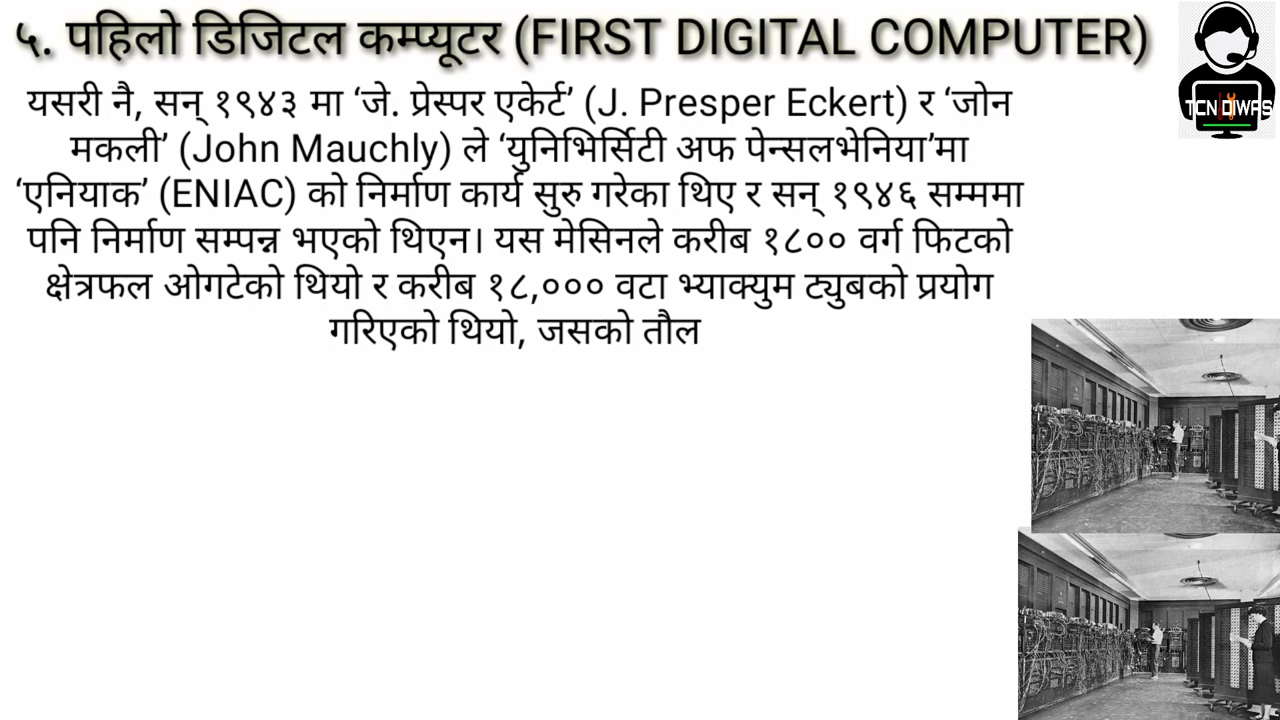 ५. पहिलो डिजिटल कम्प्यूटर (FIRST DIGITAL COMPUTER)
यसरी नै, सन् १९४३ मा ‘जे. प्रेस्पर एकेर्ट’ (J. Presper Eckert) र ‘जोन
मकली’ (John Mauchly) ले ‘युनिभिर्सिटी अफ पेन्सलभेनिया’मा
‘एनियाक’ (ENIAC) को निर्माण कार्य सुरु गरेका थिए र सन् १९४६ सम्ममा
पनि निर्माण सम्पन्न भएको थिएन। यस मेसिनले करीब १८०० वर्ग फिटको
क्षेत्रफल ओगटेको थियो र करीब १८,००० वटा भ्याक्युम ट्युबको प्रयोग
गरिएको थियो, जसको तौल
TCN DIWAS